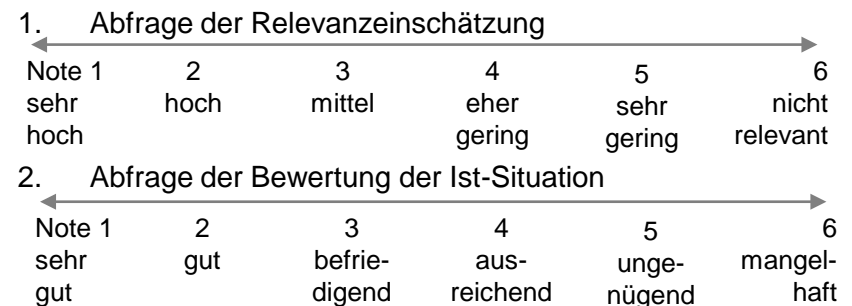 1. Abfrage der Relevanzeinschätzung
Note 1 2 3 4 5 6
sehr hoch mittel eher sehr nicht
hoch gering gering relevant
2. Abfrage der Bewertung der Ist-Situation
Note 1 2 3 4 5 6
sehr gut befrie- aus- unge- mangel-
gut digend reichend nügend haft